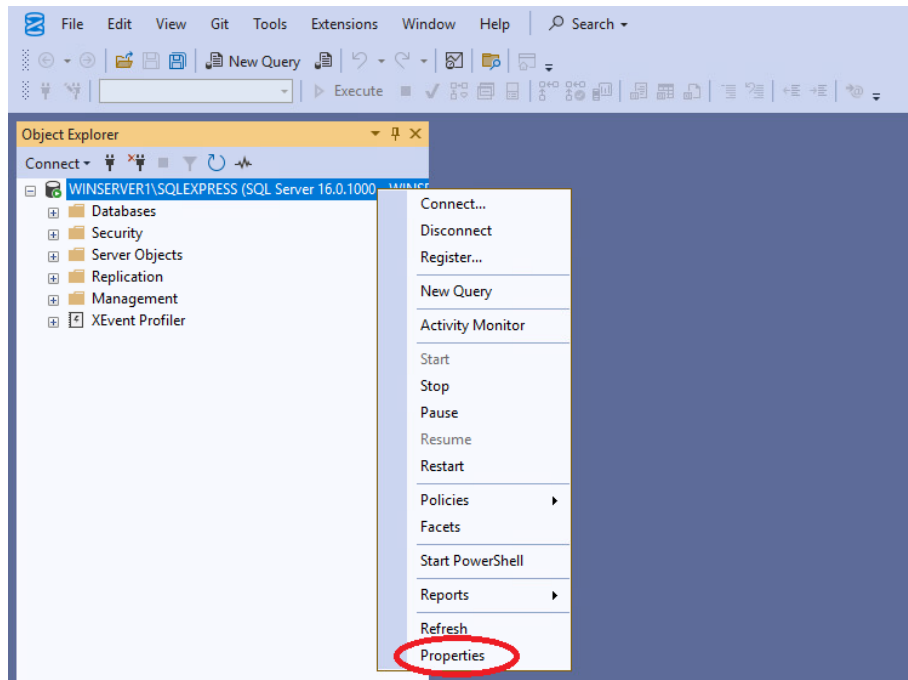 File Edit View Git Tools Extensions Window Help Search
New Query
Execute
Object Explorer
Connect
WINSERVER1\SQLEXPRESS (SQL Server 16.0.1000
Databases
Security
Server Objects
Replication
Management
XEvent Profiler
Connect...
Disconnect
Register...
New Query
Activity Monitor
Start
Stop
Pause
Resume
Restart
Policies
Facets
Start PowerShell
Reports
Refresh
Properties